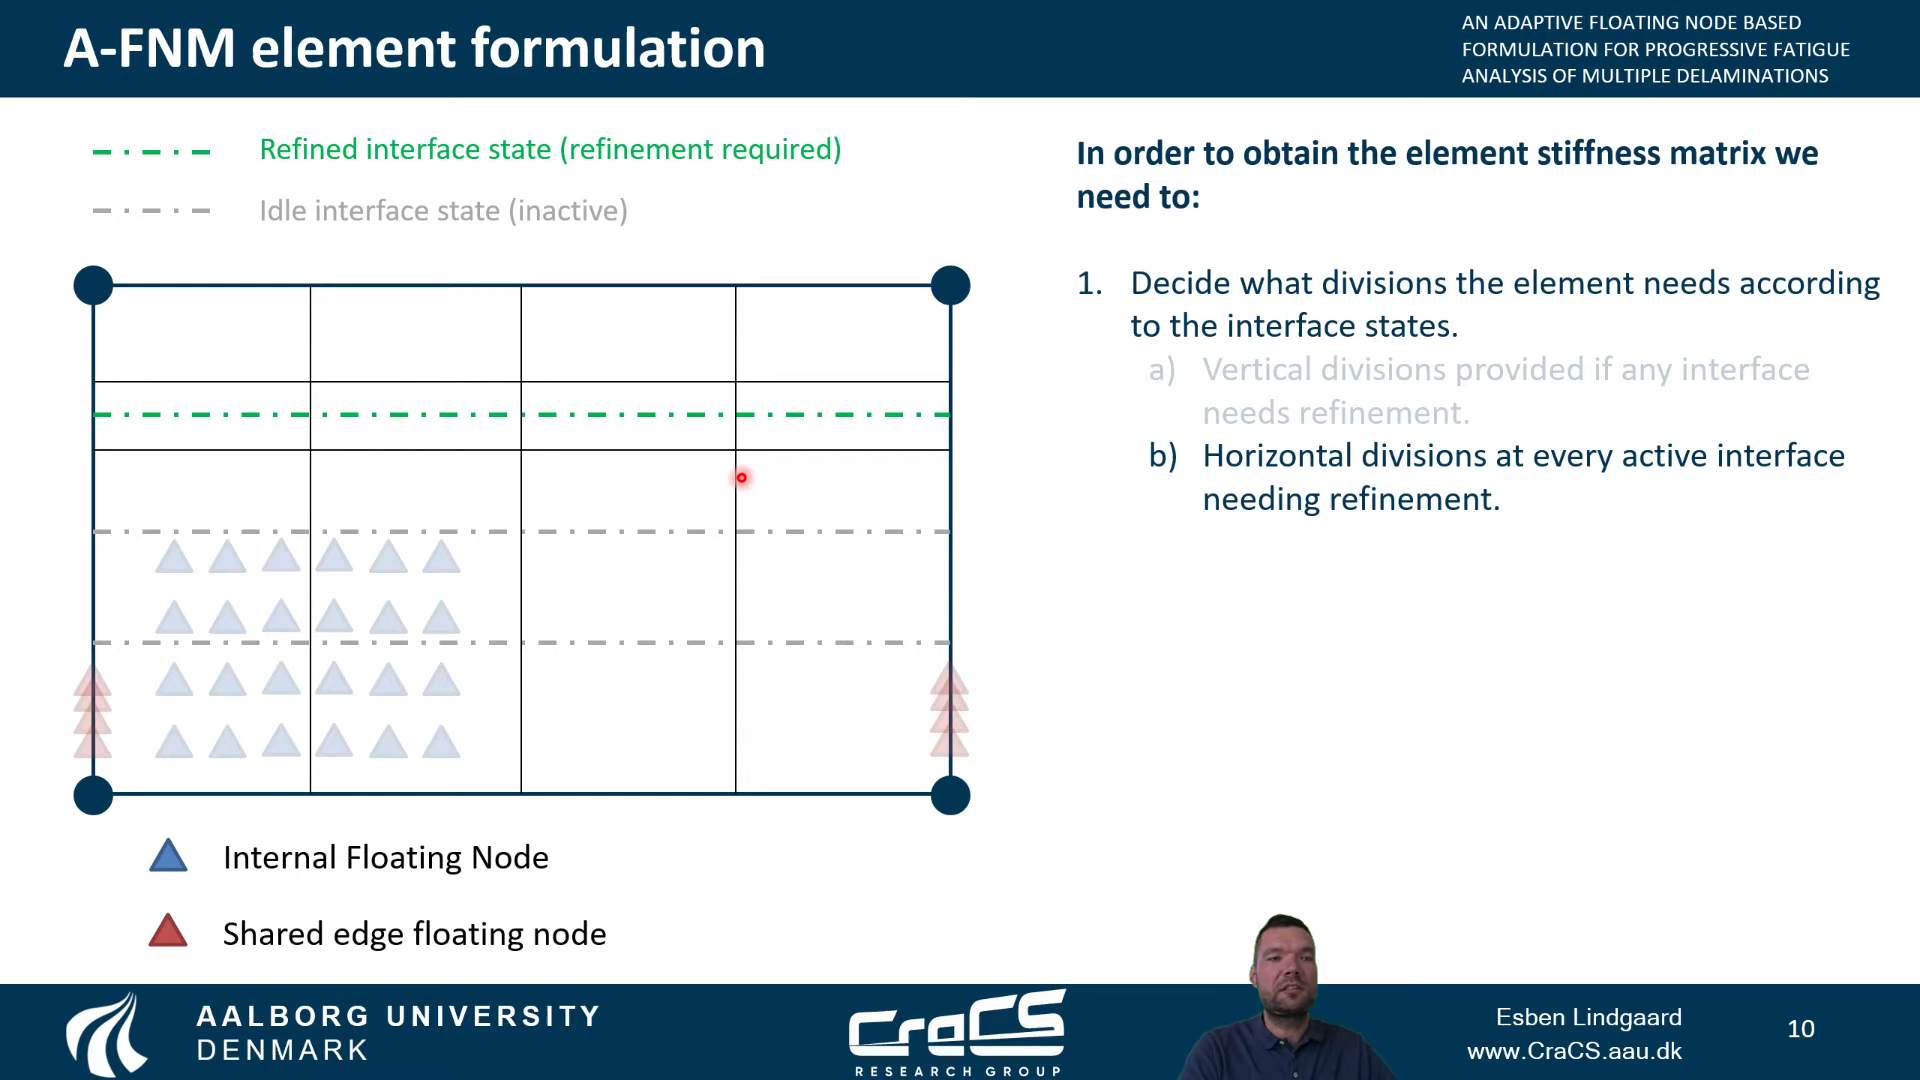 A-FNM element formulation
AN ADAPTIVE FLOATING NODE BASED
FORMULATION FOR PROGRESSIVE FATIGUE
ANALYSIS OF MULTIPLE DELAMINATIONS
Refined interface state (refinement required)
Idle interface state (inactive)
In order to obtain the element stiffness matrix we
need to:
1. Decide what divisions the element needs according
to the interface states.
a) Vertical divisions provided if any interface
needs refinement.
b) Horizontal divisions at every active interface
needing refinement.
Internal Floating Node
Shared edge floating node
AALBORG UNIVERSITY
DENMARK
CraCS
RESEARCH GROUP
Esben Lindgaard
www.CraCS.aau.dk
10